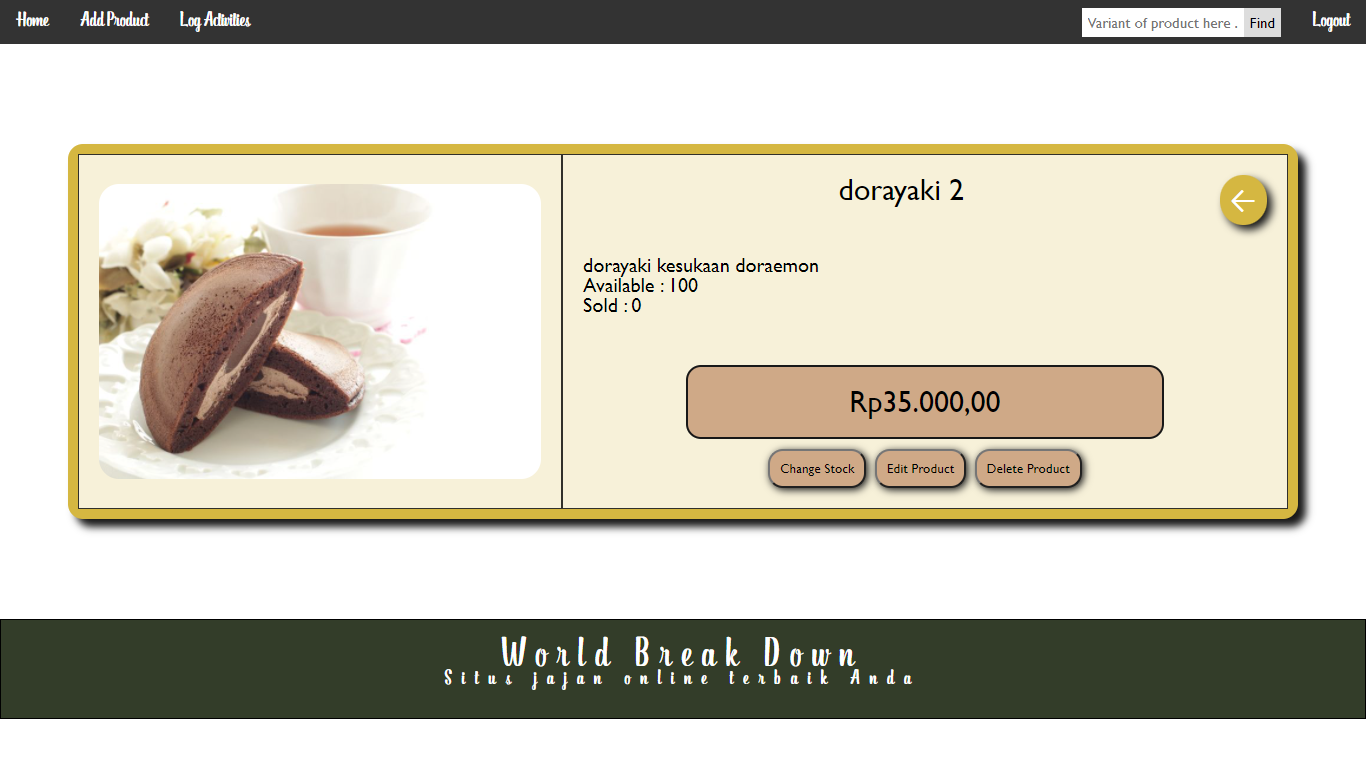 Home Add Product Log Activities Variant of product here . Find Logout
dorayaki 2
dorayaki kesukaan doraemon
Available : 100
Sold : 0
Rp35.000,00
Change Stock Edit Product Delete Product
World Break Down
Situs jajan online terbaik Anda